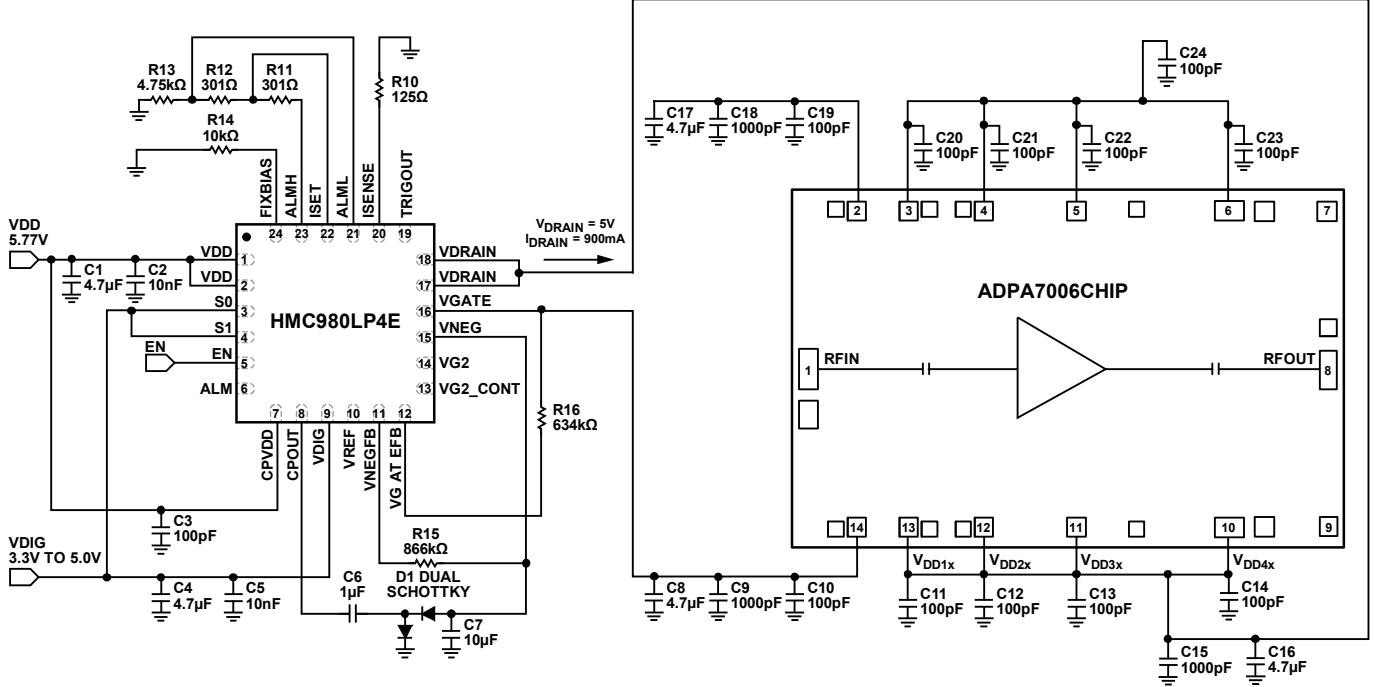 R13
4.75kΩ
R12
301Ω
R11
301Ω
R14
10kΩ
R10
125Ω
FIXBIAS
ALMH
ISET
ALML
ISENSE
TRIGOUT
24
23
22
21
20
19
VDD
5.77V
C1
4.7µF
C2
10nF
VDD
VDD
S0
S1
EN
EN
ALM
1
2
3
4
5
6
HMC980LP4E
18
17
16
15
14
13
VDRAIN
VDRAIN
VGATE
VNEG
VG2
VG2_CONT
VDRAIN = 5V
IDRAIN = 900mA
7
8
9
10
11
12
CPVDD
CPOUT
VDIG
VREF
VNEGFB
VG AT EFB
R16
634kΩ
C3
100pF
VDIG
3.3V TO 5.0V
C4
4.7µF
C5
10nF
R15
866kΩ
C6
1µF
D1 DUAL
SCHOTTKY
C7
10µF
C17
4.7µF
C18
1000pF
C19
100pF
C20
100pF
C21
100pF
C22
100pF
C23
100pF
C24
100pF
2
3
4
5
6
7
ADPA7006CHIP
1
RFIN
RFOUT
8
14
13
12
11
10
9
VDD1x
VDD2x
VDD3x
VDD4x
C8
4.7µF
C9
1000pF
C10
100pF
C11
100pF
C12
100pF
C13
100pF
C14
100pF
C15
1000pF
C16
4.7µF